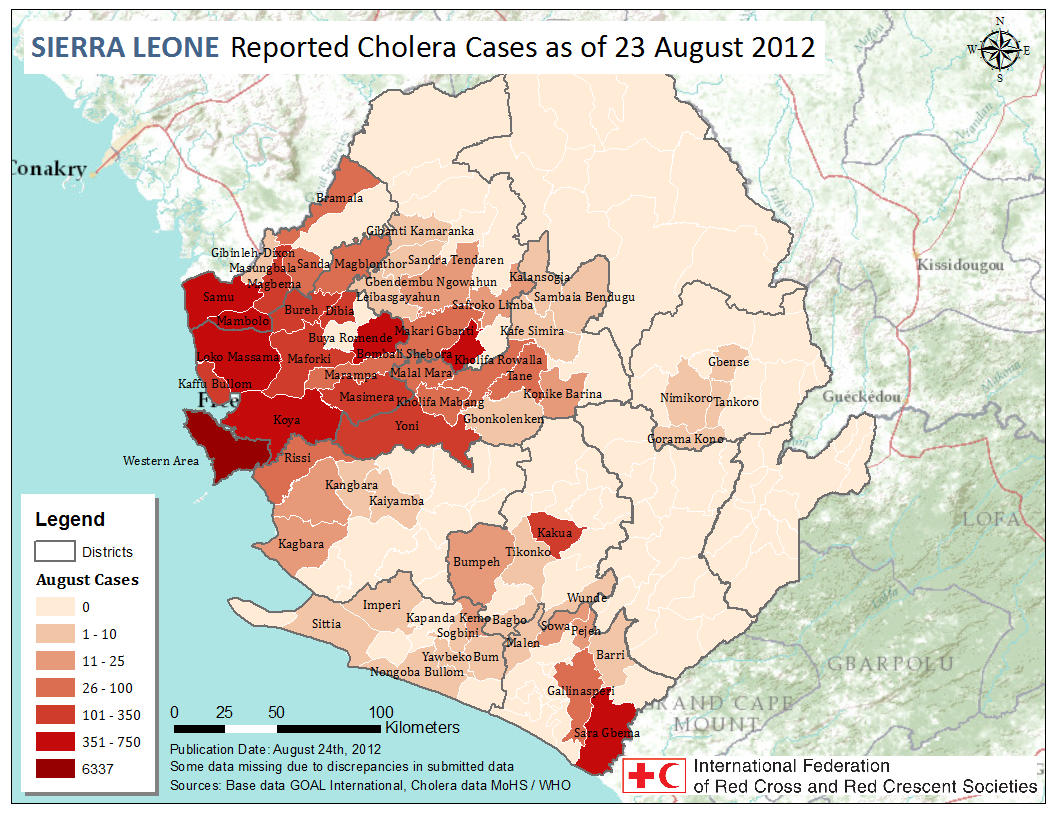 SIERRA LEONE Reported Cholera Cases as of 23 August 2012
N
W E
S
Conakry
Kissidougou
Guéckédou
LOFA
GBARPOLU
GRAND CAPE
MOUNT
Bramala
Gibanti Kamaranka
Gibinleh-Dixon
Masungbala
Sanda
Magblonthor
Sandra Tendaren
Magbema
Gbendembu Ngowahun
Kalansogia
Samu
Leibasgayahun
Sambaia Bendugu
Bureh
Dibia
Safroko Limba
Mambolo
Buya Romende
Makari Gbanti
Kafe Simira
Loko Massama
Maforki
Bombali Shebora
Kholifa Rowalla
Gbense
Kaffu Bullom
Marampa
Malal Mara
Tane
Free
Masimera
Kholifa Mabang
Konike Barina
Nimikoro
Tankoro
Koya
Yoni
Gbonkolenken
Gorama Kono
Western Area
Rissi
Kangbara
Kaiyamba
Kagbara
Kakua
Tikonko
Bumpeh
Wunde
Imperi
Sittia
Kapanda Kemo
Bagbo
Sowa
Pejeh
Sogbini
Malen
Yawbeko
Bum
Barri
Nongoba Bullom
Gallinasperi
Sara Gbema
Legend
Districts
August Cases
0
1 - 10
11 - 25
26 - 100
101 - 350
351 - 750
6337
0 25 50 100
Kilometers
Publication Date: August 24th, 2012
Some data missing due to discrepancies in submitted data
Sources: Base data GOAL International, Cholera data MoHS / WHO
International Federation
of Red Cross and Red Crescent Societies